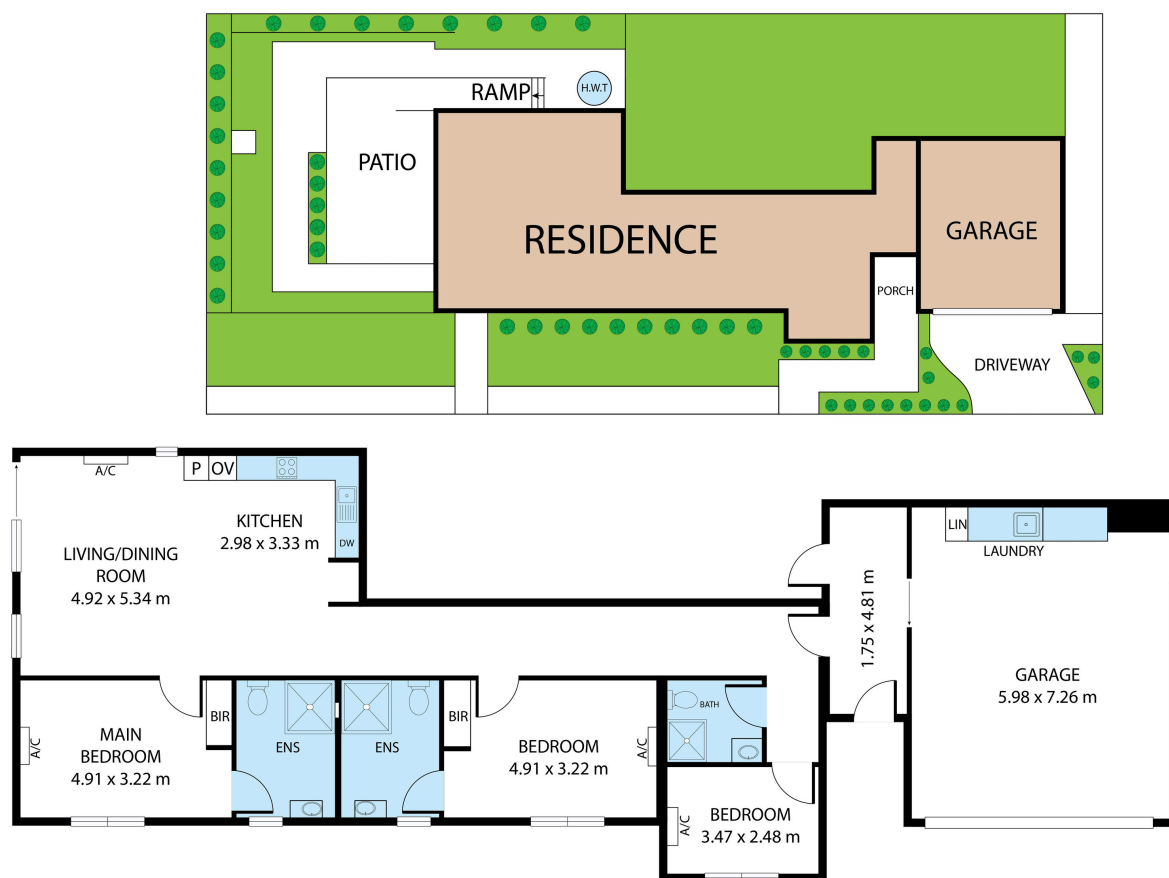 RAMP
H.W.T
PATIO
RESIDENCE
GARAGE
PORCH
DRIVEWAY
A/C
P
OV
KITCHEN
2.98 x 3.33 m
DW
LIVING/DINING
ROOM
4.92 x 5.34 m
LIN
LAUNDRY
1.75 x 4.81 m
GARAGE
5.98 x 7.26 m
A/C
MAIN
BEDROOM
4.91 x 3.22 m
BIR
ENS
ENS
BIR
BEDROOM
4.91 x 3.22 m
A/C
BATH
A/C
BEDROOM
3.47 x 2.48 m